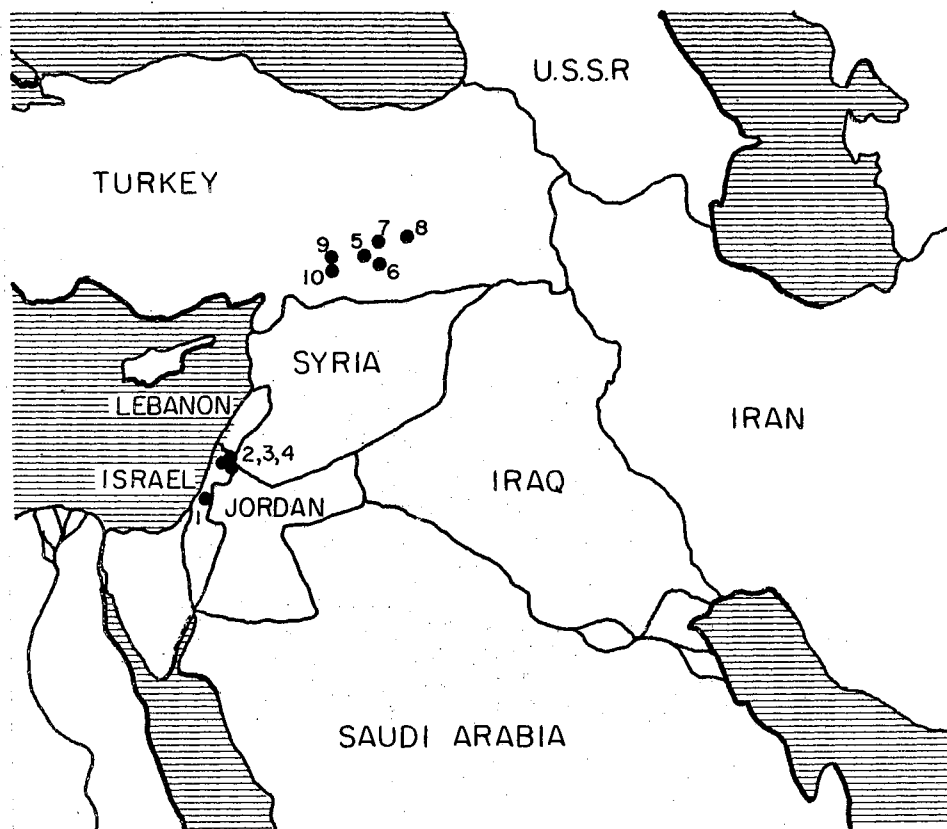 U.S.S.R
TURKEY
7
8
9
5
10
6
SYRIA
LEBANON
IRAN
2,3,4
ISRAEL
IRAQ
JORDAN
1
SAUDI ARABIA